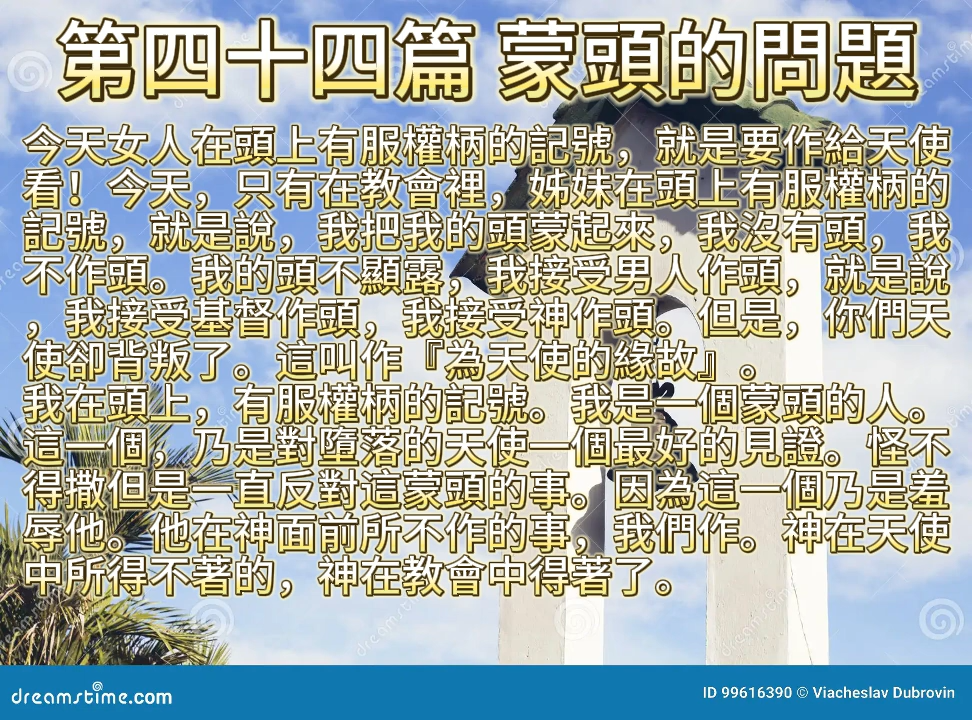 第四十四篇 蒙頭的問題
今天女人在頭上有服權柄的記號，就是要作給天使
看！今天，只有在教會裡，姊妹在頭上有服權柄的
記號，就是說，我把我的頭蒙起來，我沒有頭，我
不作頭。我的頭不顯露，我接受男人作頭，就是說
，我接受基督作頭，我接受神作頭。但是，你們天
使卻背叛了。這叫作『為天使的緣故』。
我在頭上，有服權柄的記號。我是一個蒙頭的人。
這一個，乃是對墮落的天使一個最好的見證。怪不
得撒但是一直反對這蒙頭的事。因為這一個乃是羞
辱他。他在神面前所不作的事，我們作。神在天使
中所得不著的，神在教會中得著了。
dreamstime.com
ID 99616390 © Viacheslav Dubrovin